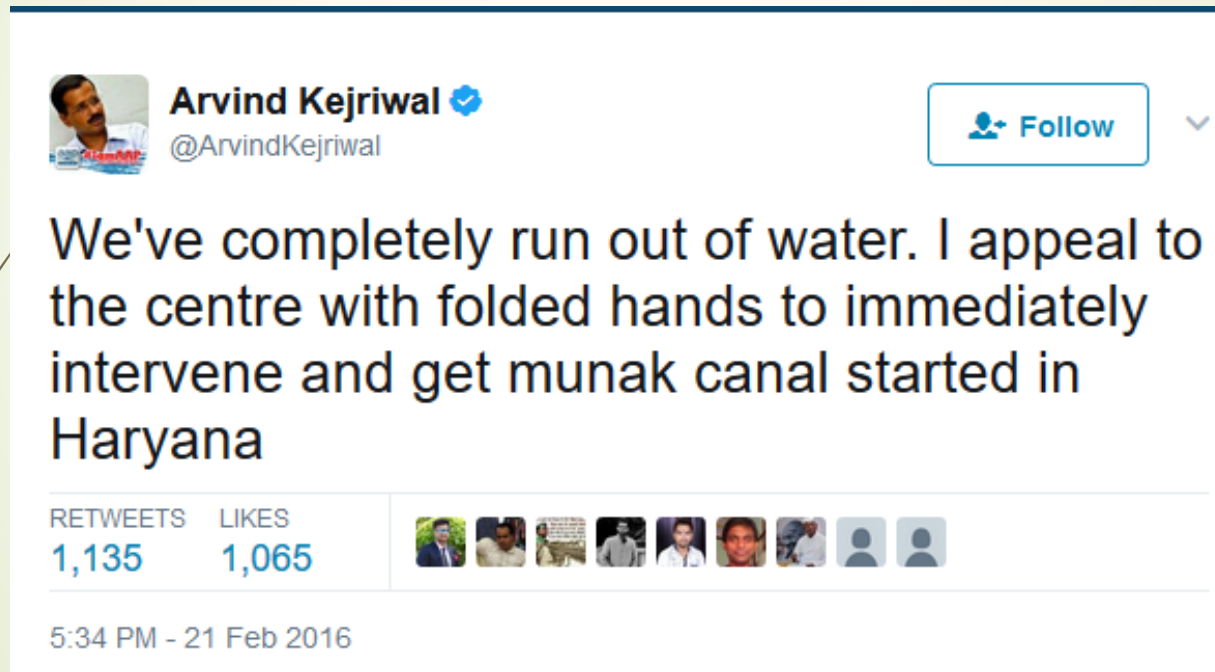 Arvind Kejriwal
@ArvindKejriwal
Follow
We've completely run out of water. I appeal to
the centre with folded hands to immediately
intervene and get munak canal started in
Haryana
RETWEETS LIKES
1,135 1,065
5:34 PM - 21 Feb 2016